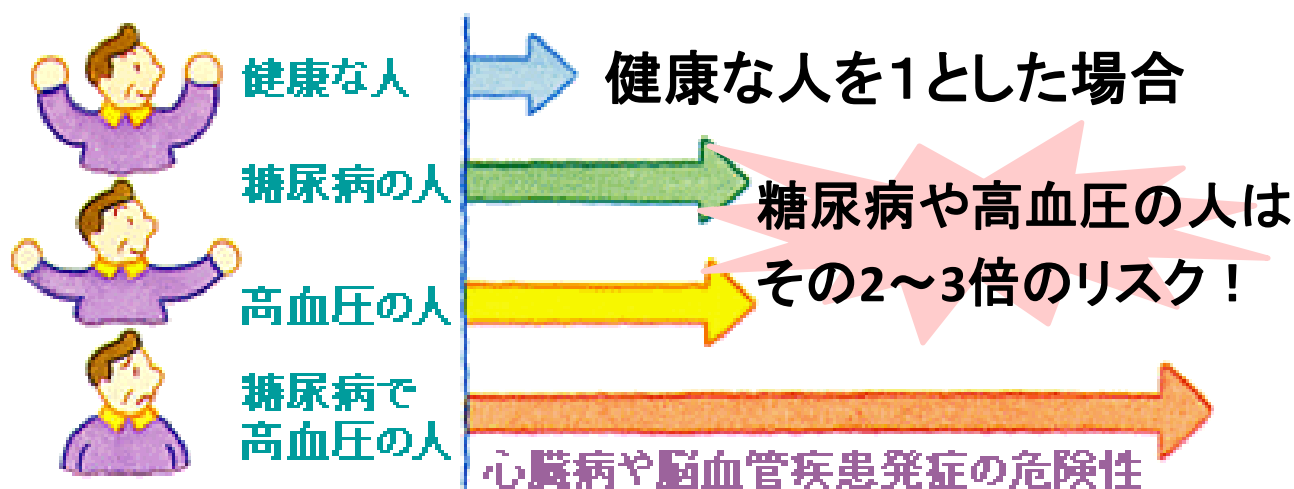 健康な人
健康な人を１とした場合
糖尿病の人
糖尿病や高血圧の人は
その2～3倍のリスク！
高血圧の人
糖尿病で
高血圧の人
心臓病や脳血管疾患発症の危険性